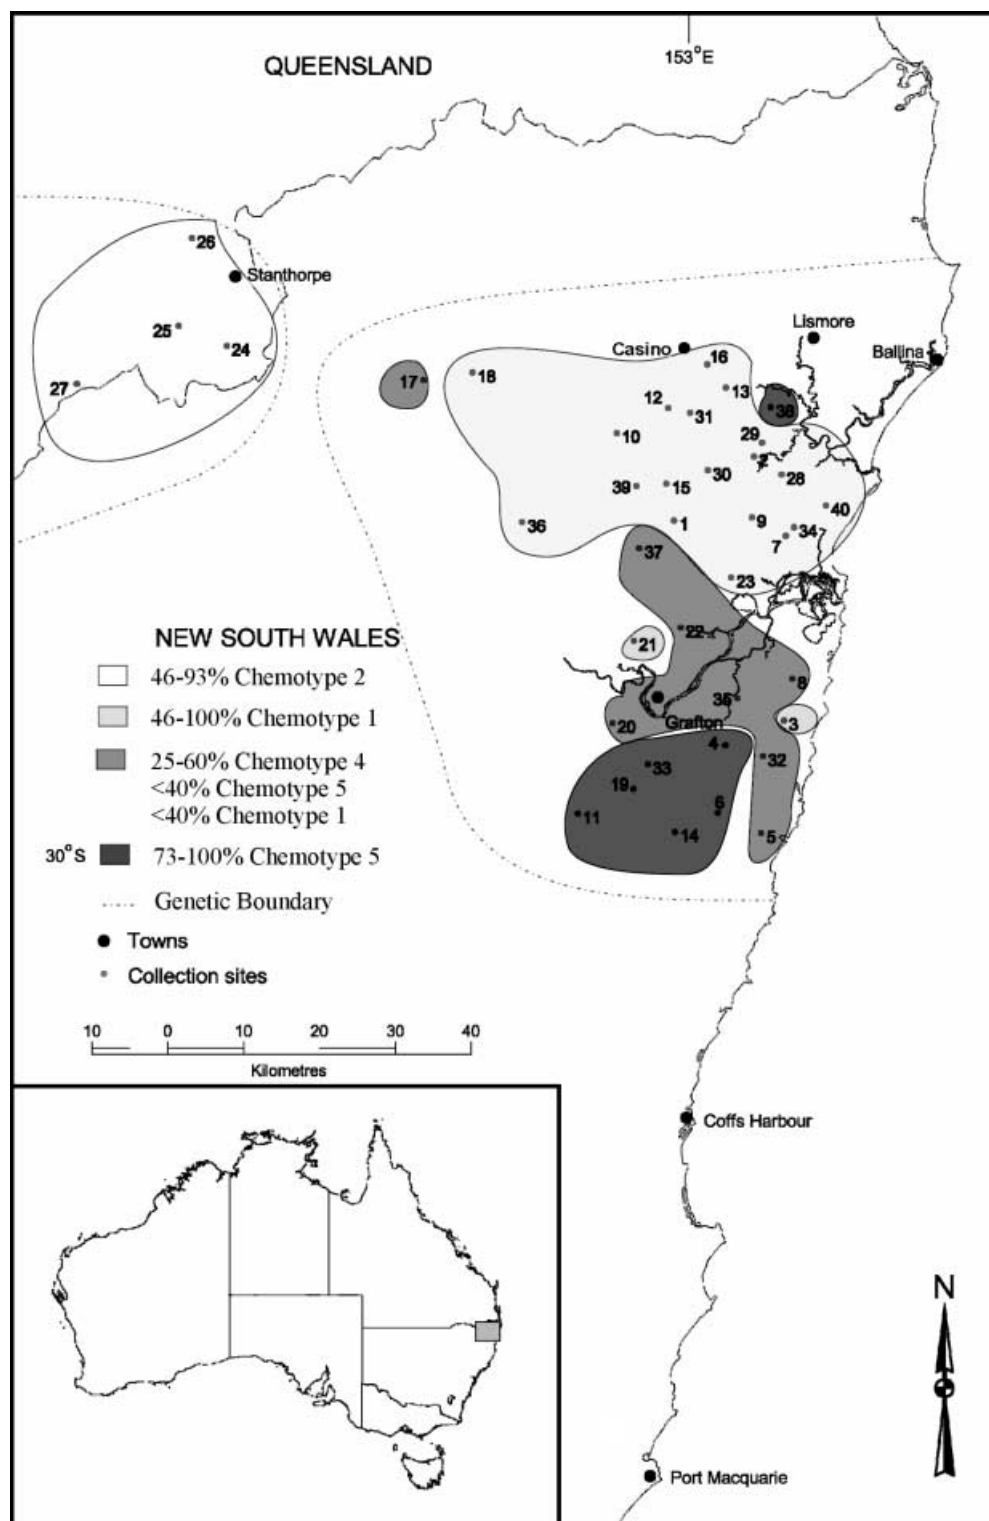 153°E
QUEENSLAND
26
Stanthorpe
25
24
27
Lismore
Casino
16
Ballina
17
18
13
12
31
38
10
29
2
30
28
39
15
40
36
1
9
34
7
37
23
NEW SOUTH WALES
22
21
46-93% Chemotype 2
8
35
46-100% Chemotype 1
20
Grafton
3
4
25-60% Chemotype 4
32
33
<40% Chemotype 5
19
<40% Chemotype 1
11
6
14
5
30°S
73-100% Chemotype 5
Genetic Boundary
Towns
Collection sites
10 0 10 20 30 40
Kilometres
Coffs Harbour
N
Port Macquarie